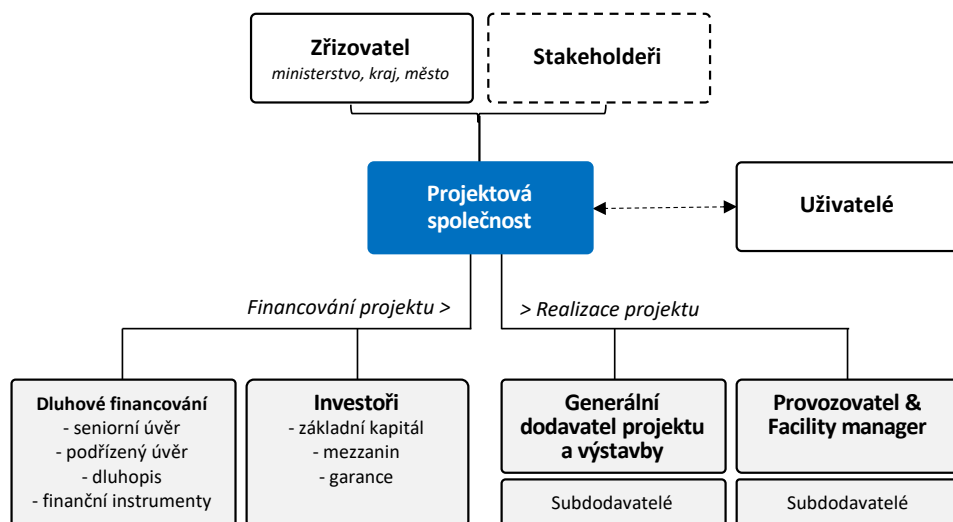 Zřizovatel
ministerstvo, kraj, město
Stakeholdeři
Projektová
společnost
Uživatelé
Financování projektu >
> Realizace projektu
Dluhové financování
- seniorní úvěr
- podřízený úvěr
- dluhopis
- finanční instrumenty
Investoři
- základní kapitál
- mezzanin
- garance
Generální
dodavatel projektu
a výstavby
Subdodavatelé
Provozovatel &
Facility manager
Subdodavatelé